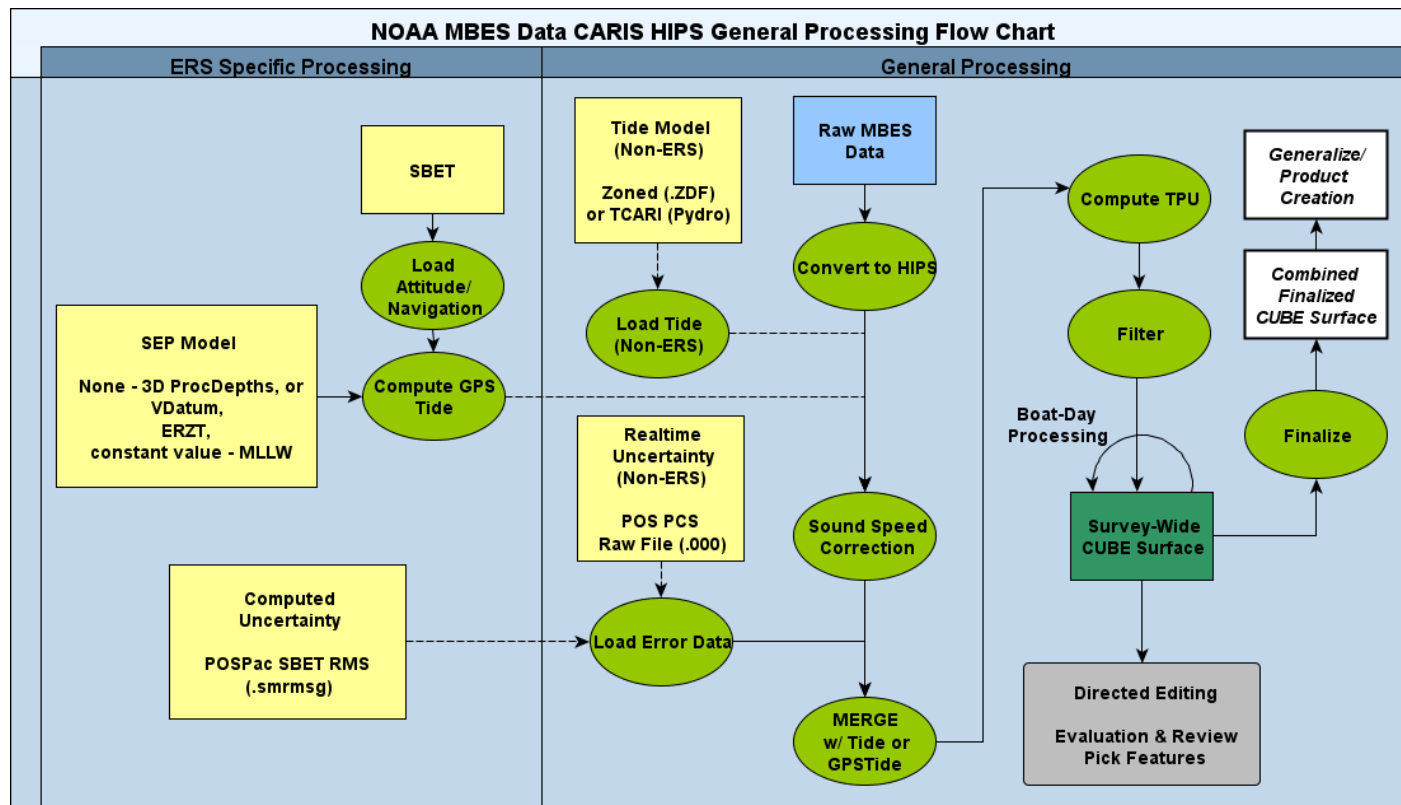 NOAA MBES Data CARIS HIPS General Processing Flow Chart
ERS Specific Processing
General Processing
SBET
Load
Attitude/
Navigation
SEP Model
None - 3D ProcDepths, or
VDatum,
ERZT,
constant value - MLLW
Compute GPS
Tide
Computed
Uncertainty
POSPac SBET RMS
(.smrmsg)
Tide Model
(Non-ERS)
Zoned (.ZDF)
or TCARI (Pydro)
Load Tide
(Non-ERS)
Realtime
Uncertainty
(Non-ERS)
POS PCS
Raw File (.000)
Load Error Data
Raw MBES
Data
Convert to HIPS
Sound Speed
Correction
MERGE
w/ Tide or
GPSTide
Compute TPU
Filter
Boat-Day
Processing
Survey-Wide
CUBE Surface
Directed Editing
Evaluation & Review
Pick Features
Generalize/
Product
Creation
Combined
Finalized
CUBE Surface
Finalize